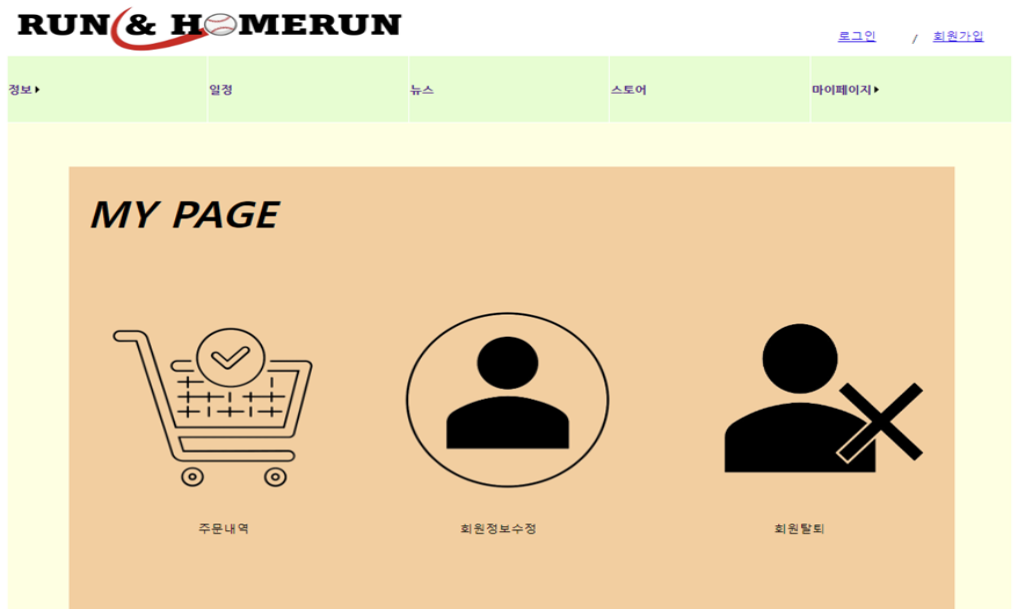 RUN & HOMERUN
로그인 / 회원가입
정보 일정 뉴스 스토어 마이페이지
MY PAGE
주문내역 회원정보수정 회원탈퇴